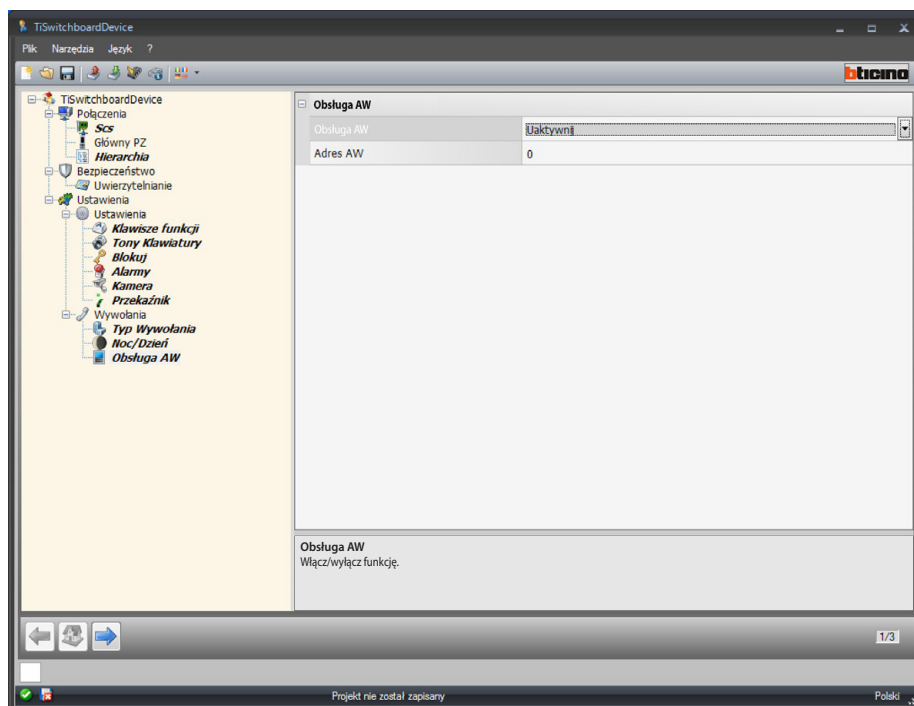 TiSwitchboardDevice
Plik Narzędzia Język ?
bticino
TiSwitchboardDevice
Połączenia
Scs
Główny PZ
Hierarchia
Bezpieczeństwo
Uwierzytelnianie
Ustawienia
Ustawienia
Klawisze funkcji
Tony Klawiatury
Blokuj
Alarmy
Kamera
Przekaźnik
Wywołania
Typ Wywołania
Noc/Dzień
Obsługa AW
Obsługa AW
Obsługa AW Uaktywnij
Adres AW 0
Obsługa AW
Włącz/wyłącz funkcję.
1/3
Projekt nie został zapisany Polski